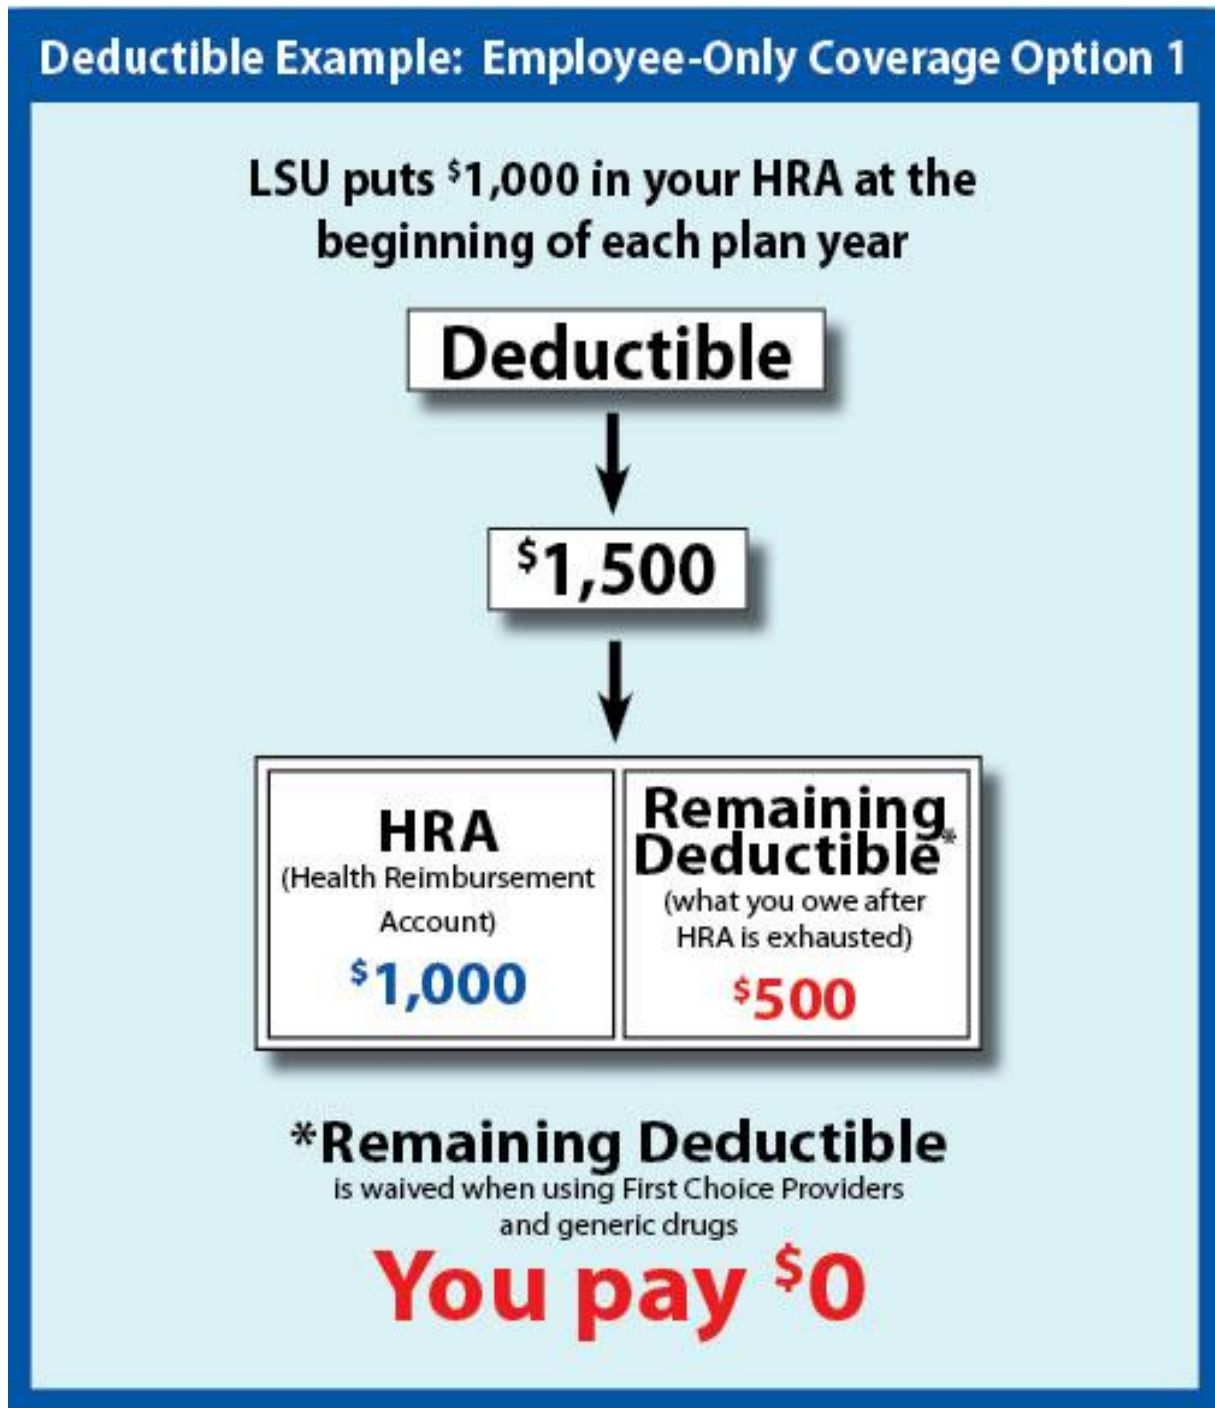 Deductible Example: Employee-Only Coverage Option 1
LSU puts $1,000 in your HRA at the
beginning of each plan year
Deductible
$1,500
HRA
(Health Reimbursement
Account)
$1,000
Remaining
Deductible*
(what you owe after
HRA is exhausted)
$500
*Remaining Deductible
is waived when using First Choice Providers
and generic drugs
You pay $0